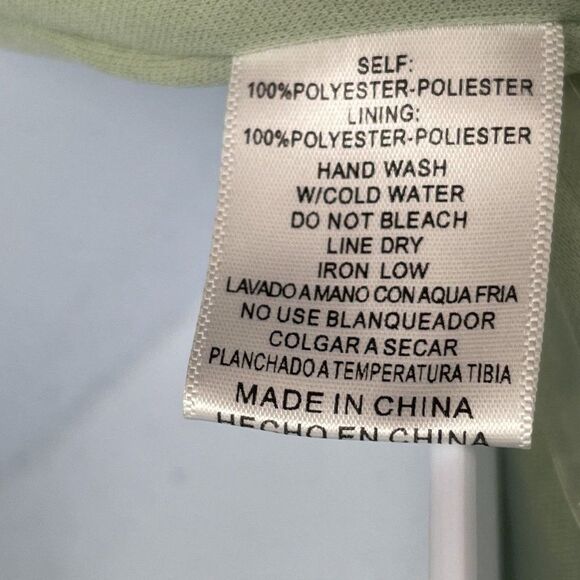 SELF:
100%POLYESTER-POLIESTER
LINING:
100%POLYESTER-POLIESTER
HAND WASH
W/COLD WATER
DO NOT BLEACH
LINE DRY
IRON LOW
LAVADO A MANO CON AQUA FRIA
NO USE BLANQUEADOR
COLGAR A SECAR
PLANCHADO A TEMPERATURA TIBIA
MADE IN CHINA
HECHO EN CHINA